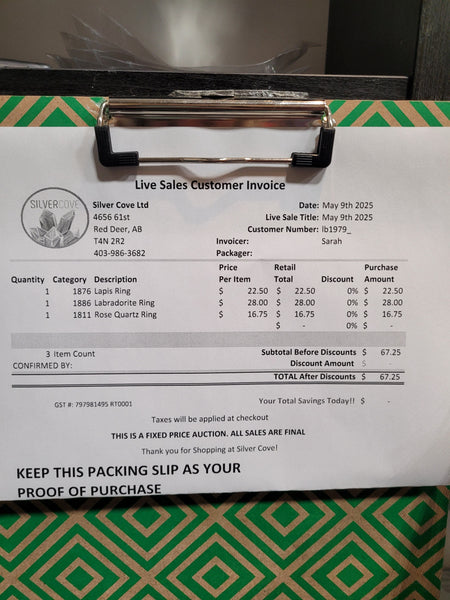 Live Sales Customer Invoice
SILVERCOVE
Silver Cove Ltd
4656 61st
Red Deer, AB
T4N 2R2
403-986-3682
Date: May 9th 2025
Live Sale Title: May 9th 2025
Customer Number: lb1979_
Invoicer: Sarah
Packager:
Quantity Category Description Price Per Item Retail Total Discount Purchase Amount
1 1876 Lapis Ring $ 22.50 $ 22.50 0% $ 22.50
1 1886 Labradorite Ring $ 28.00 $ 28.00 0% $ 28.00
1 1811 Rose Quartz Ring $ 16.75 $ 16.75 0% $ 16.75
$ - 0% $ -
3 Item Count Subtotal Before Discounts $ 67.25
CONFIRMED BY: Discount Amount $
TOTAL After Discounts $ 67.25
GST #: 797981495 RT0001 Your Total Savings Today!! $ -
Taxes will be applied at checkout
THIS IS A FIXED PRICE AUCTION. ALL SALES ARE FINAL
Thank you for Shopping at Silver Cove!
KEEP THIS PACKING SLIP AS YOUR
PROOF OF PURCHASE